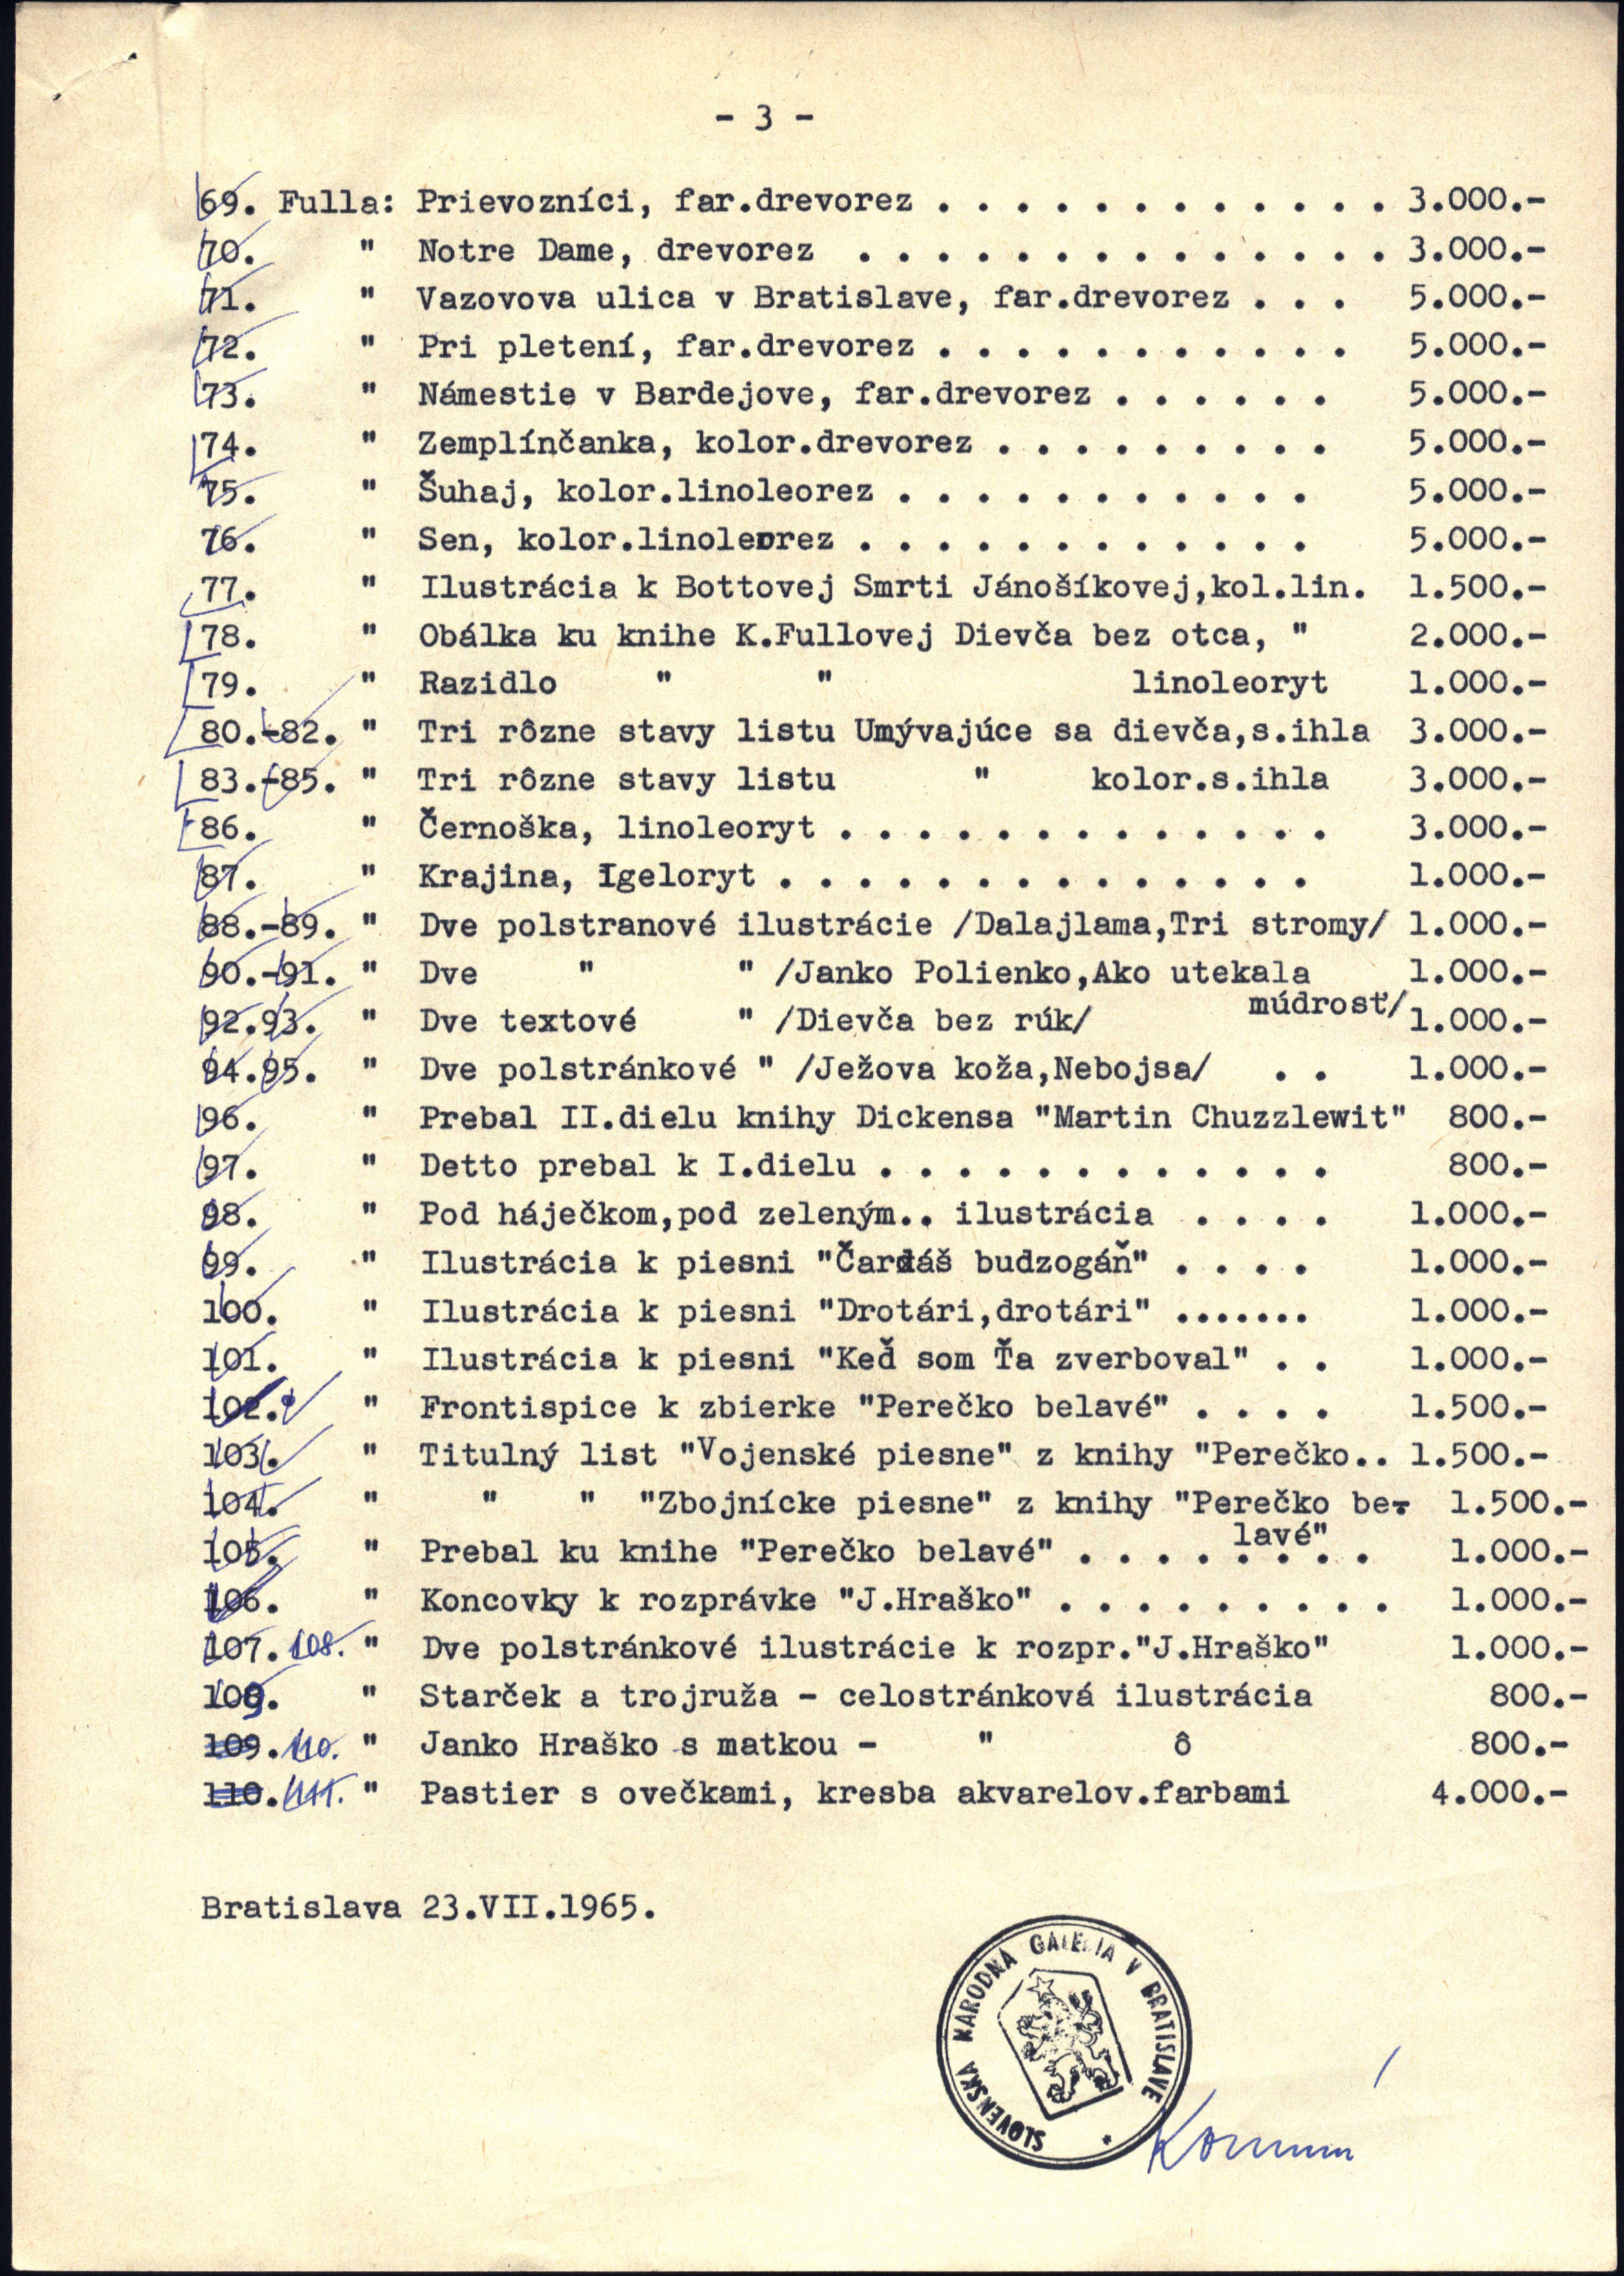 - 3 -
69. Fulla: Prievozníci, far.drevorez . . . . . . . . . . . . 3.000.-
70. " Notre Dame, drevorez . . . . . . . . . . . . . . 3.000.-
71. " Vazovova ulica v Bratislave, far.drevorez . . . 5.000.-
72. " Pri pletení, far.drevorez . . . . . . . . . . . 5.000.-
73. " Námestie v Bardejove, far.drevorez . . . . . . 5.000.-
74. " Zemplínčanka, kolor.drevorez . . . . . . . . . 5.000.-
75. " Šuhaj, kolor.linoleorez . . . . . . . . . . . 5.000.-
76. " Sen, kolor.linoleorez . . . . . . . . . . . . 5.000.-
77. " Ilustrácia k Bottovej Smrti Jánošíkovej,kol.lin. 1.500.-
78. " Obálka ku knihe K.Fullovej Dievča bez otca, " 2.000.-
79. " Razidlo " " linoleoryt 1.000.-
80.-82. " Tri rôzne stavy listu Umývajúce sa dievča,s.ihla 3.000.-
83.-85. " Tri rôzne stavy listu " kolor.s.ihla 3.000.-
86. " Černoška, linoleoryt . . . . . . . . . . . . . 3.000.-
87. " Krajina, Igeloryt . . . . . . . . . . . . . . 1.000.-
88.-89. " Dve polstranové ilustrácie /Dalajlama,Tri stromy/ 1.000.-
90.-91. " Dve " " /Janko Polienko,Ako utekala 1.000.-
múdrosť/
92.93. " Dve textové " /Dievča bez rúk/ 1.000.-
94.95. " Dve polstránkové " /Ježova koža,Nebojsa/ . . 1.000.-
96. " Prebal II.dielu knihy Dickensa "Martin Chuzzlewit" 800.-
97. " Detto prebal k I.dielu . . . . . . . . . . . . 800.-
98. " Pod háječkom,pod zeleným.. ilustrácia . . . . 1.000.-
99. " Ilustrácia k piesni "Čardáš budzogáň" . . . . 1.000.-
100. " Ilustrácia k piesni "Drotári,drotári" ....... 1.000.-
101. " Ilustrácia k piesni "Keď som Ťa zverboval" . . 1.000.-
102. " Frontispice k zbierke "Perečko belavé" . . . . 1.500.-
103. " Titulný list "Vojenské piesne" z knihy "Perečko.. 1.500.-
104. " " " "Zbojnícke piesne" z knihy "Perečko be- 1.500.-
lavé"
105. " Prebal ku knihe "Perečko belavé" . . . . . . . . 1.000.-
106. " Koncovky k rozprávke "J.Hraško" . . . . . . . . . 1.000.-
107. 108. " Dve polstránkové ilustrácie k rozpr."J.Hraško" 1.000.-
109. " Starček a trojruža - celostránková ilustrácia 800.-
109. 110. " Janko Hraško s matkou - " ô 800.-
110. 111. " Pastier s ovečkami, kresba akvarelov.farbami 4.000.-
Bratislava 23.VII.1965.
SLOVENSKÁ NÁRODNÁ GALÉRIA V BRATISLAVE